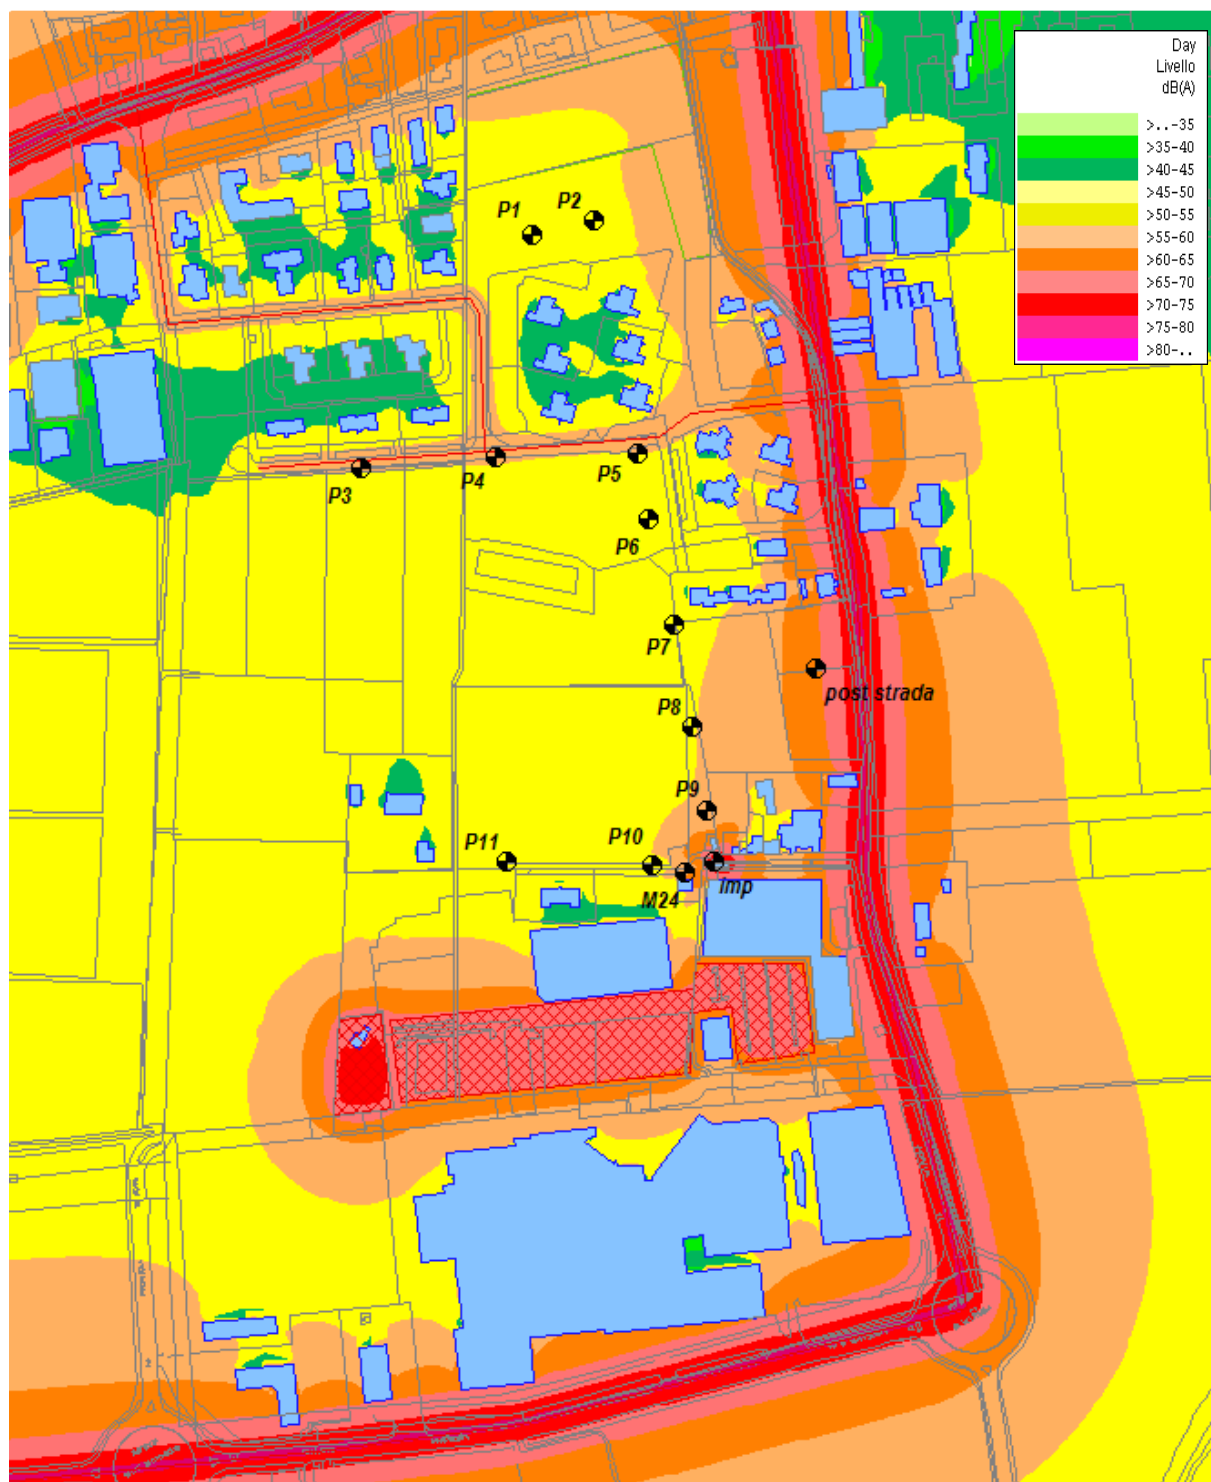 Day
Livello
dB(A)
>..-35
>35-40
>40-45
>45-50
>50-55
>55-60
>60-65
>65-70
>70-75
>75-80
>80-..
P1
P2
P3
P4
P5
P6
P7
post strada
P8
P9
P11
P10
imp
M24